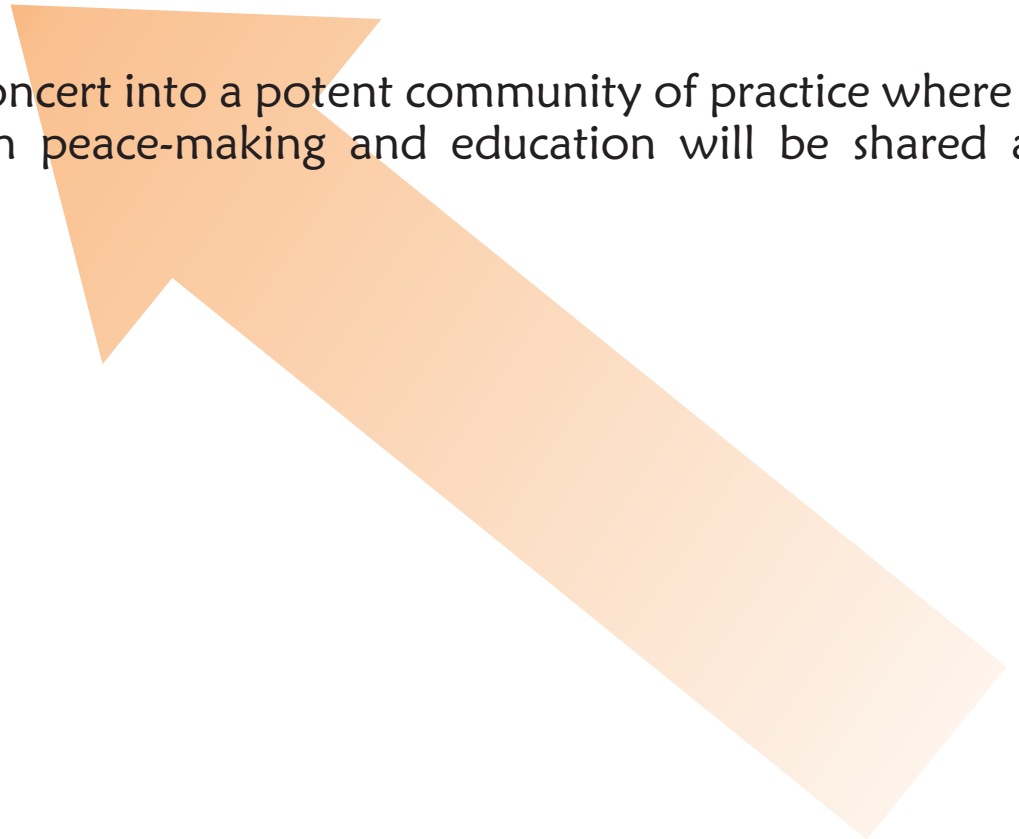 oncert into a potent community of practice where
n peace-making and education will be shared a